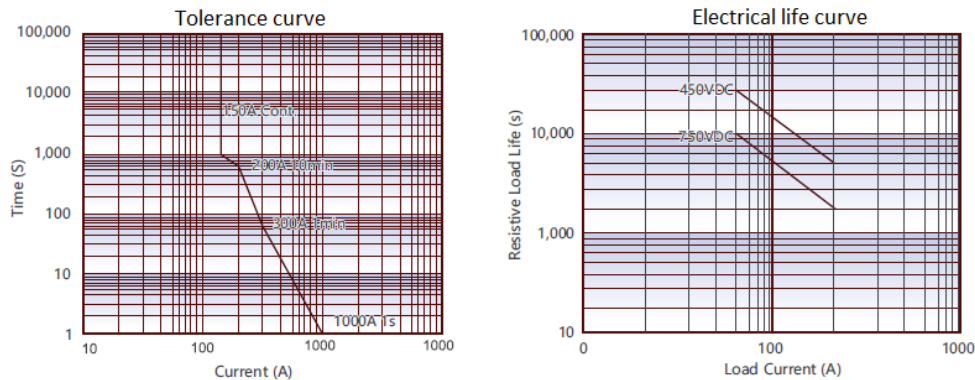 Tolerance curve
100,000
10,000
1,000
100
10
1
Time (S)
150A Cont.
200A 10min
300A 1min
1000A 1s
10
100
1000
1000
Current (A)
Electrical life curve
100,000
10,000
1,000
10
Resistive Load Life (s)
450VDC
750VDC
0
100
1000
Load Current (A)